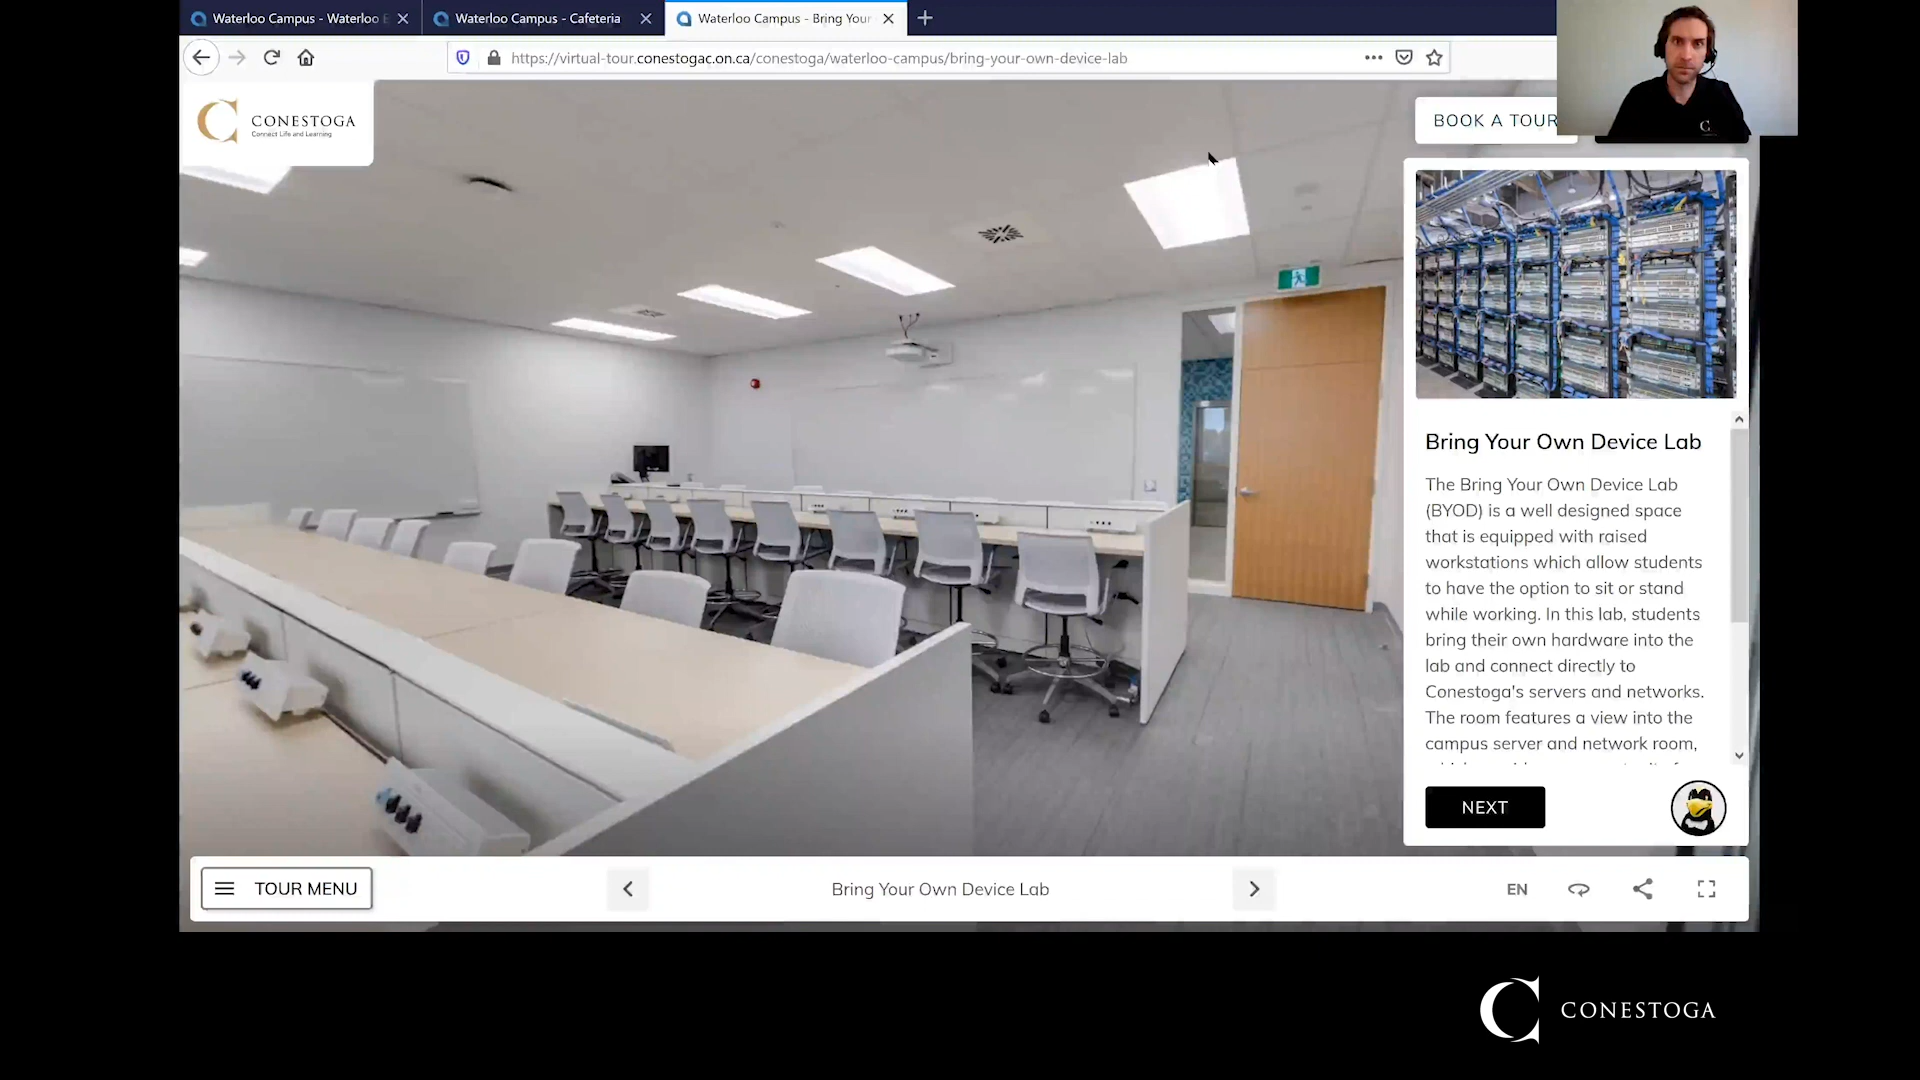 Waterloo Campus - Waterloo
Waterloo Campus - Cafeteria
Waterloo Campus - Bring Your
https://virtual-tour.conestogac.on.ca/conestoga/waterloo-campus/bring-your-own-device-lab
CONESTOGA
Connect Life and Learning
BOOK A TOUR
Bring Your Own Device Lab
The Bring Your Own Device Lab
(BYOD) is a well designed space
that is equipped with raised
workstations which allow students
to have the option to sit or stand
while working. In this lab, students
bring their own hardware into the
lab and connect directly to
Conestoga's servers and networks.
The room features a view into the
campus server and network room,
NEXT
TOUR MENU
Bring Your Own Device Lab
EN
CONESTOGA